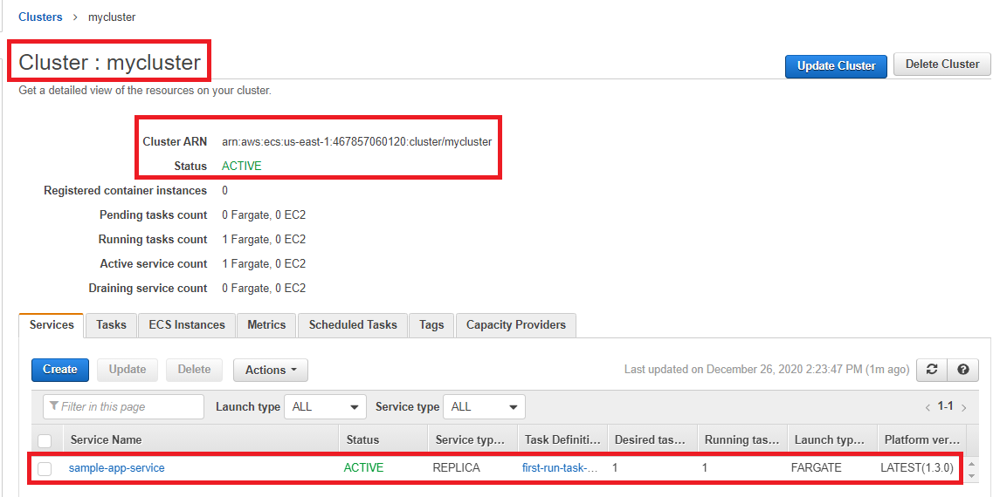 Clusters > mycluster
Cluster : mycluster
Update Cluster Delete Cluster
Get a detailed view of the resources on your cluster.
Cluster ARN arn:aws:ecs:us-east-1:467857060120:cluster/mycluster
Status ACTIVE
Registered container instances 0
Pending tasks count 0 Fargate, 0 EC2
Running tasks count 1 Fargate, 0 EC2
Active service count 1 Fargate, 0 EC2
Draining service count 0 Fargate, 0 EC2
Services Tasks ECS Instances Metrics Scheduled Tasks Tags Capacity Providers
Create Update Delete Actions Last updated on December 26, 2020 2:23:47 PM (1m ago)
Filter in this page Launch type ALL Service type ALL < 1-1 >
Service Name Status Service typ... Task Definiti... Desired tas... Running tas... Launch typ... Platform ver...
sample-app-service ACTIVE REPLICA first-run-task-... 1 1 FARGATE LATEST(1.3.0)